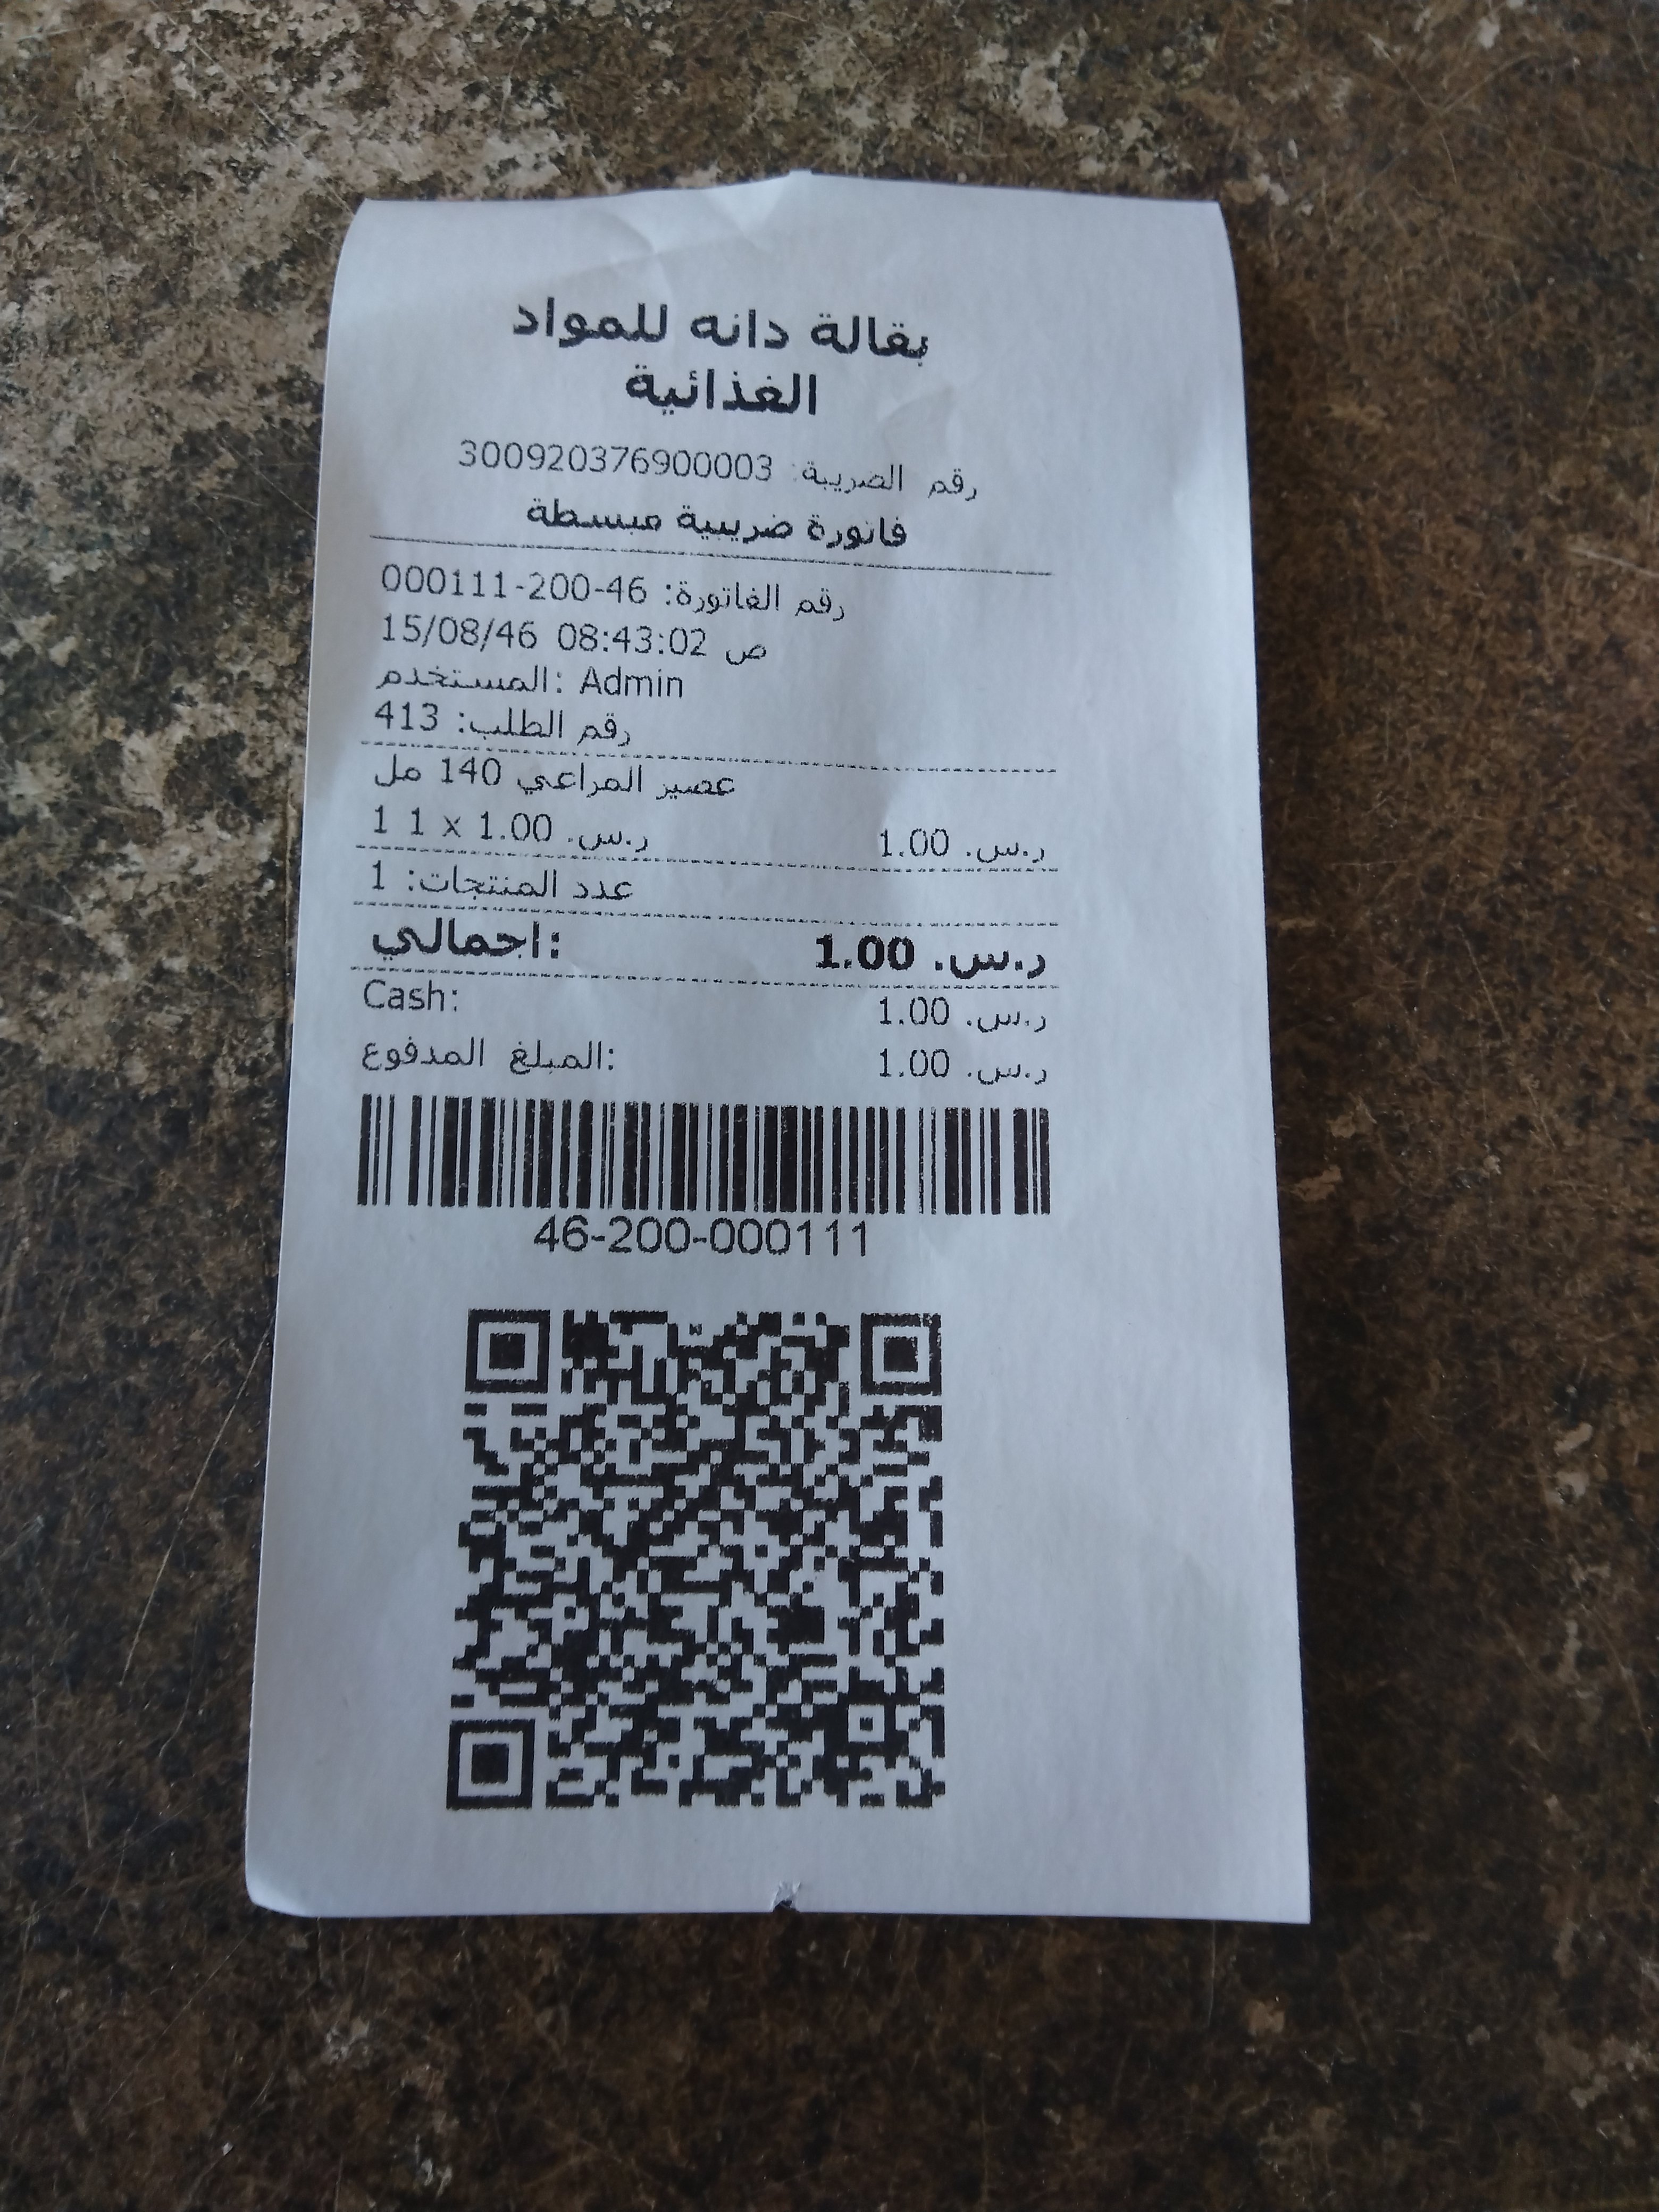 بقالة دانه للمواد
الغذائية
رقم الضريبة: 300920376900003
فاتورة ضريبية مبسطة
رقم الفاتورة: 46-200-000111
15/08/46 08:43:02 ص
المستخدم: Admin
رقم الطلب: 413
عصير المراعي 140 مل
1 1 x 1.00 ر.س. 1.00 ر.س.
عدد المنتجات: 1
اجمالي: 1.00 ر.س.
Cash: 1.00 ر.س.
المبلغ المدفوع: 1.00 ر.س.
46-200-000111